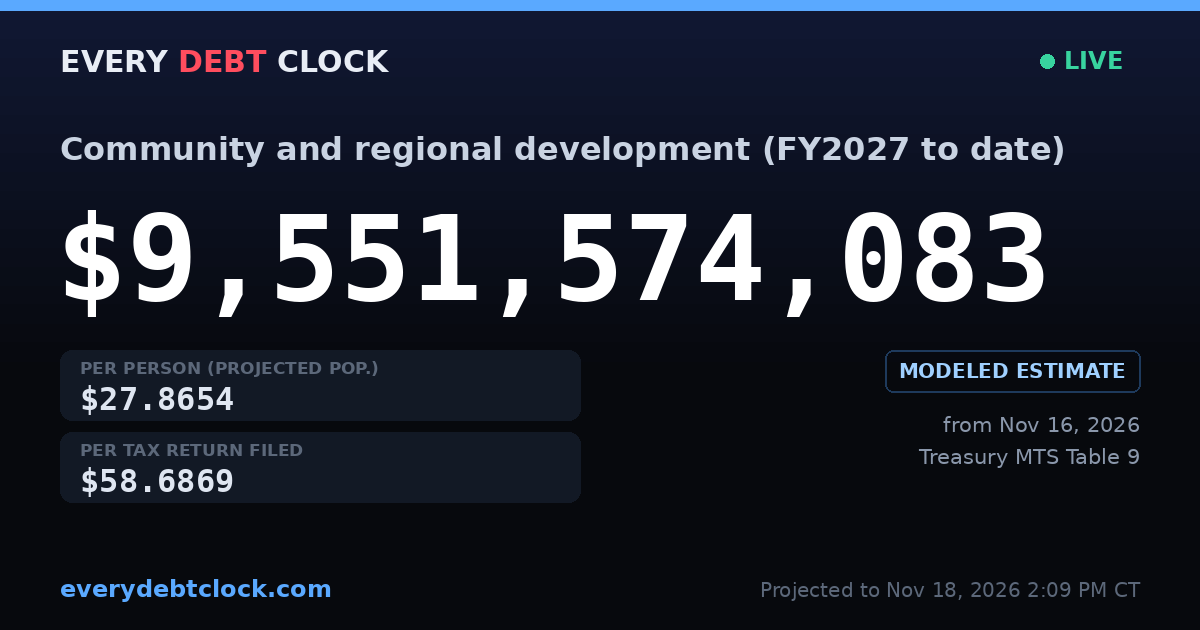 EVERY DEBT CLOCK
LIVE
Community and regional development (FY2027 to date)
$9,551,574,083
PER PERSON (PROJECTED POP.)
$27.8654
PER TAX RETURN FILED
$58.6869
MODELED ESTIMATE
from Nov 16, 2026
Treasury MTS Table 9
everydebtclock.com
Projected to Nov 18, 2026 2:09 PM CT